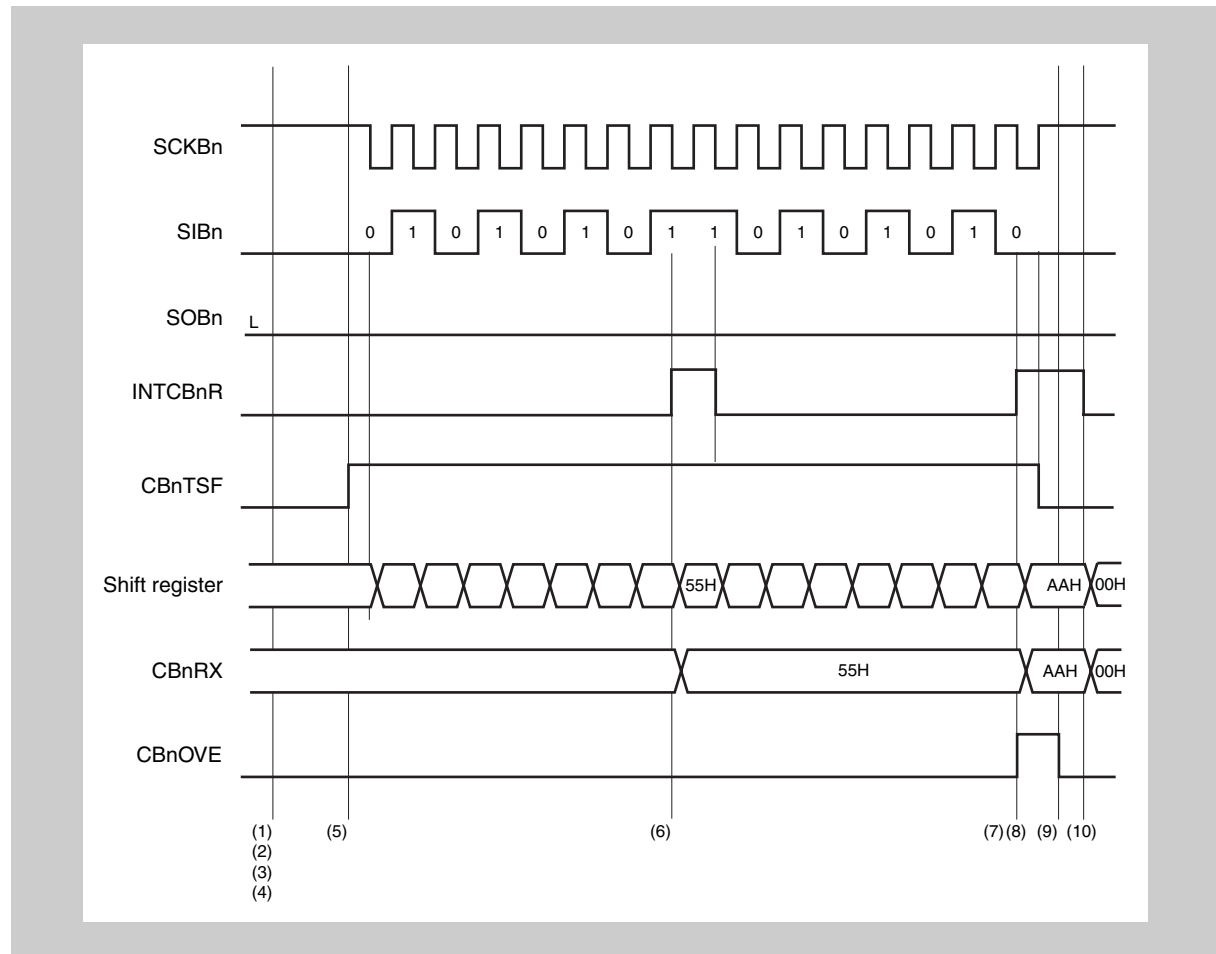 SCKBn
SIBn 0 1 0 1 0 1 0 1 1 0 1 0 1 0 1 0
SOBn L
INTCBnR
CBnTSF
Shift register 55H AAH 00H
CBnRX 55H AAH 00H
CBnOVE
(1) (5) (6) (7) (8) (9) (10)
(2)
(3)
(4)